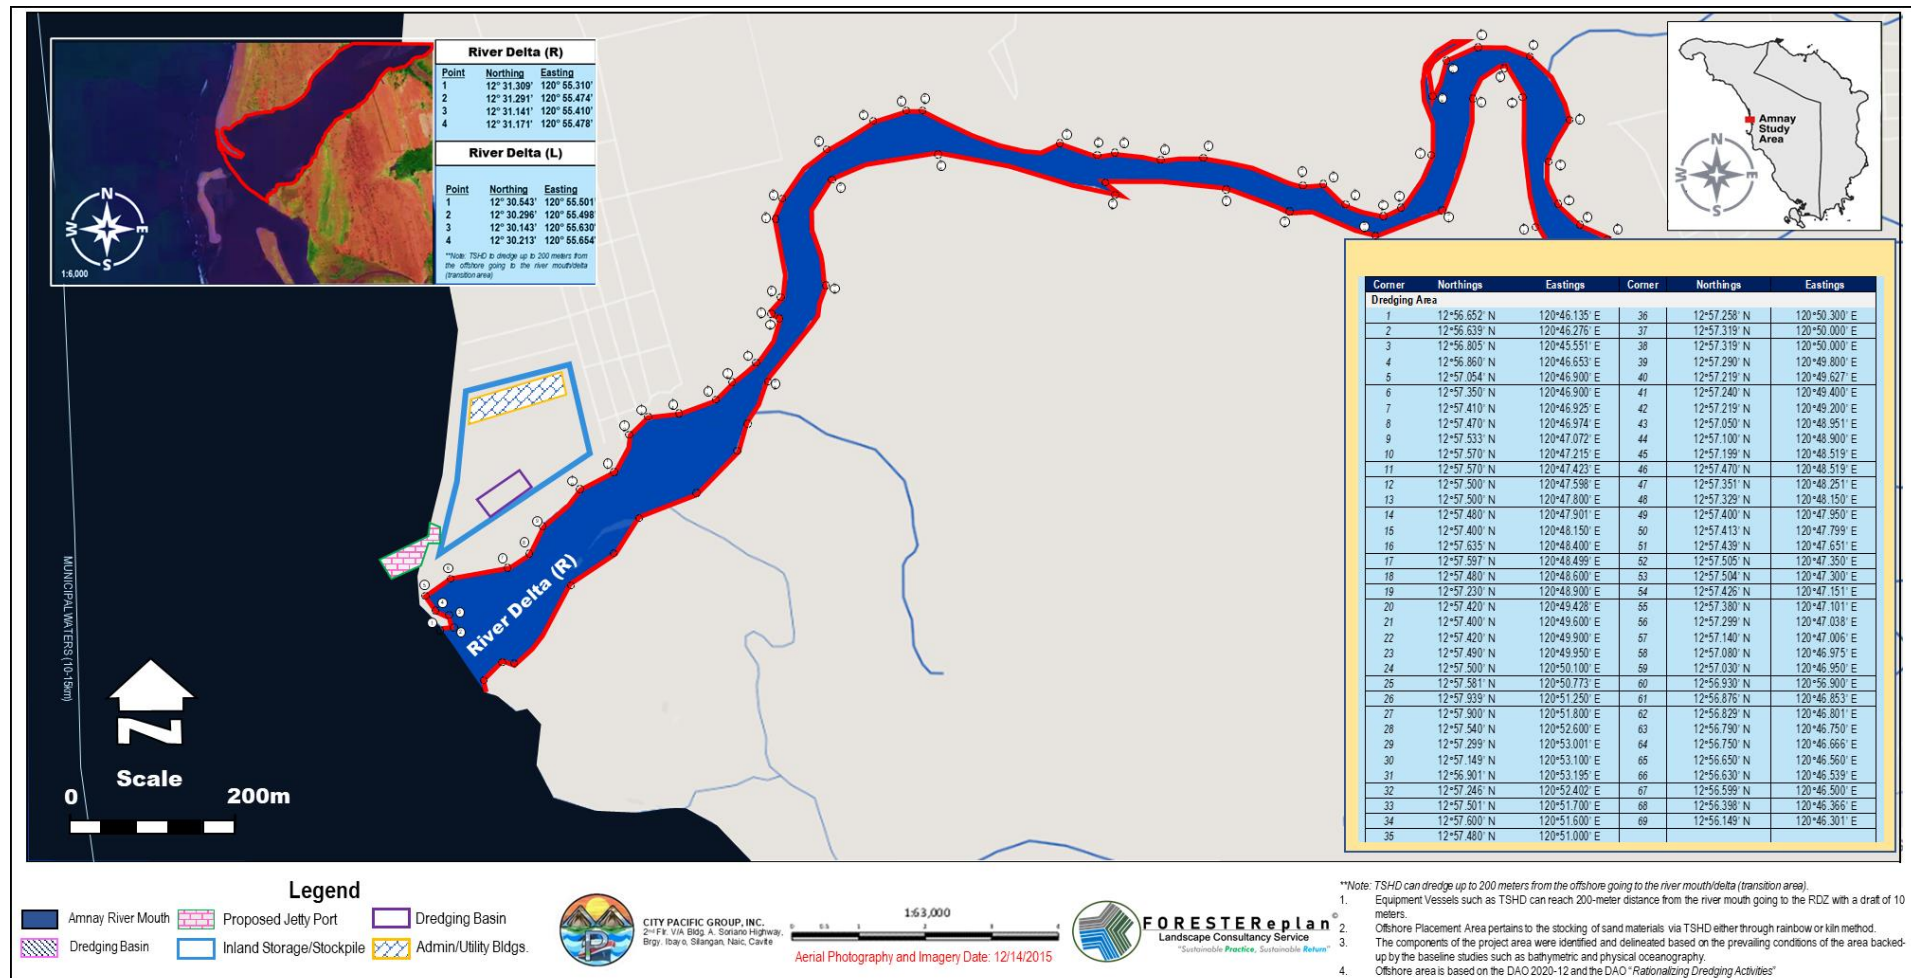 River Delta (R)
Point Northing Easting
1 12° 31.309' 120° 55.310'
2 12° 31.291' 120° 55.474'
3 12° 31.141' 120° 55.410'
4 12° 31.171' 120° 55.478'
River Delta (L)
Point Northing Easting
1 12° 30.543' 120° 55.501'
2 12° 30.296' 120° 55.498'
3 12° 30.143' 120° 55.630'
4 12° 30.213' 120° 55.654'
**Note: TSHD to dredge up to 200 meters from
the offshore going to the river mouth/delta
(transition area)
N
W E
S
1:6,000
Amnay
Study
Area
N
W E
S
MUNICIPAL WATERS (10-15km)
River Delta (R)
N
Scale
0 200m
Corner Northings Eastings Corner Northings Eastings
Dredging Area
1 12°56.652' N 120°46.135' E 36 12°57.258' N 120°50.300' E
2 12°56.639' N 120°46.276' E 37 12°57.319' N 120°50.000' E
3 12°56.805' N 120°45.551' E 38 12°57.319' N 120°50.000' E
4 12°56.860' N 120°46.653' E 39 12°57.290' N 120°49.800' E
5 12°57.054' N 120°46.900' E 40 12°57.219' N 120°49.627' E
6 12°57.350' N 120°46.900' E 41 12°57.240' N 120°49.400' E
7 12°57.410' N 120°46.925' E 42 12°57.219' N 120°49.200' E
8 12°57.470' N 120°46.974' E 43 12°57.050' N 120°48.951' E
9 12°57.533' N 120°47.072' E 44 12°57.100' N 120°48.900' E
10 12°57.570' N 120°47.215' E 45 12°57.199' N 120°48.519' E
11 12°57.570' N 120°47.423' E 46 12°57.470' N 120°48.519' E
12 12°57.500' N 120°47.598' E 47 12°57.351' N 120°48.251' E
13 12°57.500' N 120°47.800' E 48 12°57.329' N 120°48.150' E
14 12°57.480' N 120°47.901' E 49 12°57.400' N 120°47.950' E
15 12°57.400' N 120°48.150' E 50 12°57.413' N 120°47.799' E
16 12°57.635' N 120°48.400' E 51 12°57.439' N 120°47.651' E
17 12°57.597' N 120°48.499' E 52 12°57.505' N 120°47.350' E
18 12°57.480' N 120°48.600' E 53 12°57.504' N 120°47.300' E
19 12°57.230' N 120°48.900' E 54 12°57.426' N 120°47.151' E
20 12°57.420' N 120°49.428' E 55 12°57.380' N 120°47.101' E
21 12°57.400' N 120°49.600' E 56 12°57.299' N 120°47.038' E
22 12°57.420' N 120°49.900' E 57 12°57.140' N 120°47.006' E
23 12°57.490' N 120°49.950' E 58 12°57.080' N 120°46.975' E
24 12°57.500' N 120°50.100' E 59 12°57.030' N 120°46.950' E
25 12°57.581' N 120°50.773' E 60 12°56.930' N 120°56.900' E
26 12°57.939' N 120°51.250' E 61 12°56.876' N 120°46.853' E
27 12°57.900' N 120°51.800' E 62 12°56.829' N 120°46.801' E
28 12°57.540' N 120°52.600' E 63 12°56.790' N 120°46.750' E
29 12°57.299' N 120°53.001' E 64 12°56.750' N 120°46.666' E
30 12°57.149' N 120°53.100' E 65 12°56.650' N 120°46.560' E
31 12°56.901' N 120°53.195' E 66 12°56.630' N 120°46.539' E
32 12°57.246' N 120°52.402' E 67 12°56.599' N 120°46.500' E
33 12°57.501' N 120°51.700' E 68 12°56.398' N 120°46.366' E
34 12°57.600' N 120°51.600' E 69 12°56.149' N 120°46.301' E
35 12°57.480' N 120°51.000' E
Legend
Amnay River Mouth
Proposed Jetty Port
Dredging Basin
Dredging Basin
Inland Storage/Stockpile
Admin/Utility Bldgs.
CITY PACIFIC GROUP, INC.
2nd Flr. V/A Bldg. A. Soriano Highway,
Brgy. Ibayo, Silangan, Naic, Cavite
1:63,000
0 0.5 1 2 3 4
Aerial Photography and Imagery Date: 12/14/2015
FORESTEReplan©
Landscape Consultancy Service
"Sustainable Practice, Sustainable Return"
**Note: TSHD can dredge up to 200 meters from the offshore going to the river mouth/delta (transition area).
1. Equipment Vessels such as TSHD can reach 200-meter distance from the river mouth going to the RDZ with a draft of 10
meters.
2. Offshore Placement Area pertains to the stocking of sand materials via TSHD either through rainbow or kiln method.
3. The components of the project area were identified and delineated based on the prevailing conditions of the area backed-
up by the baseline studies such as bathymetric and physical oceanography.
4. Offshore area is based on the DAO 2020-12 and the DAO "Rationalizing Dredging Activities"